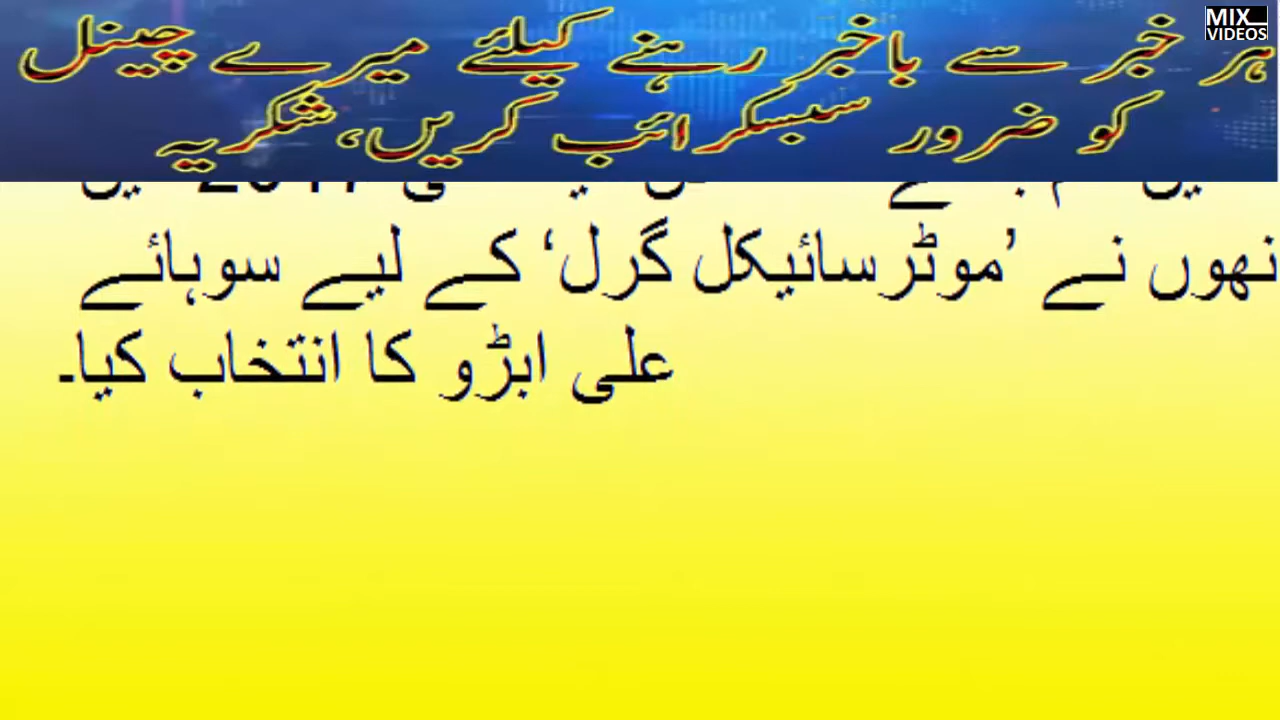 MIX
VIDEOS
ہر خبر سے باخبر رہنے کیلئے میرے چینل
کو ضرور سبسکرائب کریں،شکریہ
2017
نھوں نے ’موٹرسائیکل گرل‘ کے لیے سوہائے
علی ابڑو کا انتخاب کیا۔